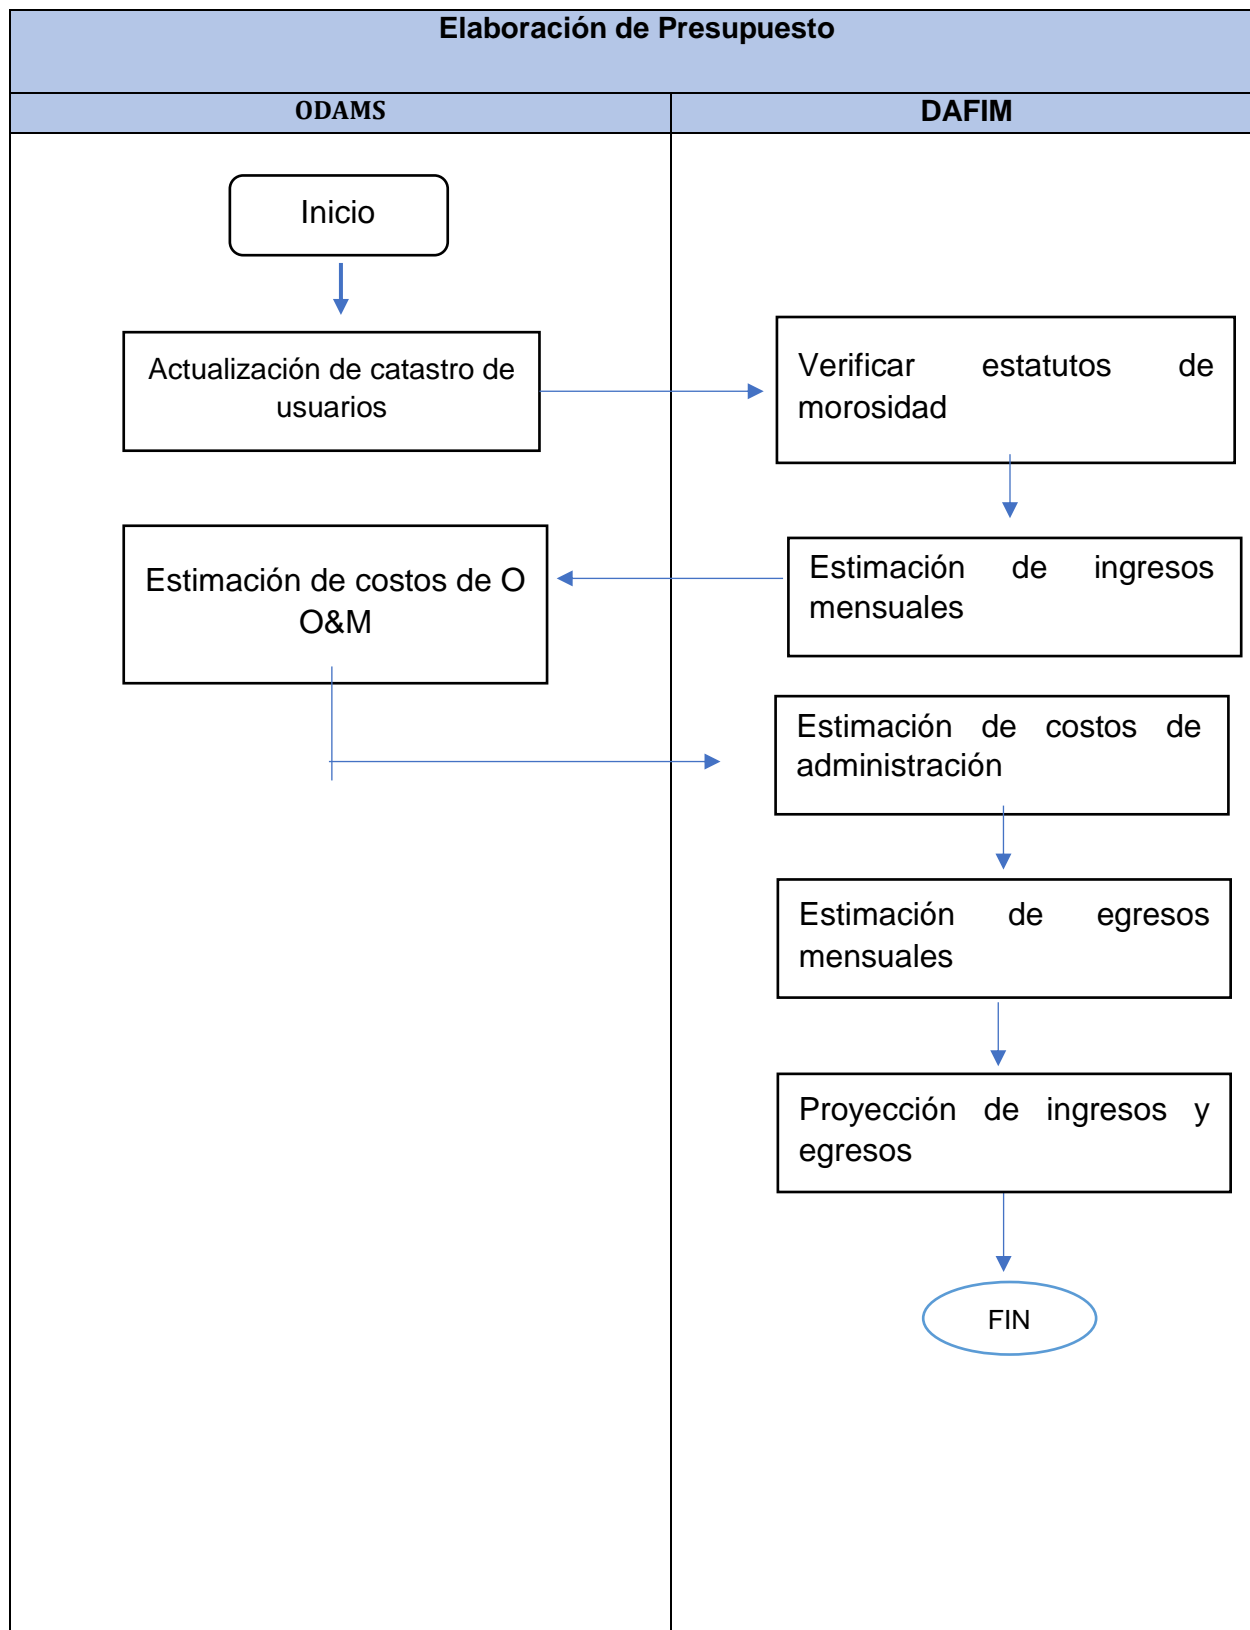 Elaboración de Presupuesto
ODAMS
DAFIM
Inicio
Actualización de catastro de
usuarios
Verificar estatutos de
morosidad
Estimación de ingresos
mensuales
Estimación de costos de O
O&M
Estimación de costos de
administración
Estimación de egresos
mensuales
Proyección de ingresos y
egresos
FIN